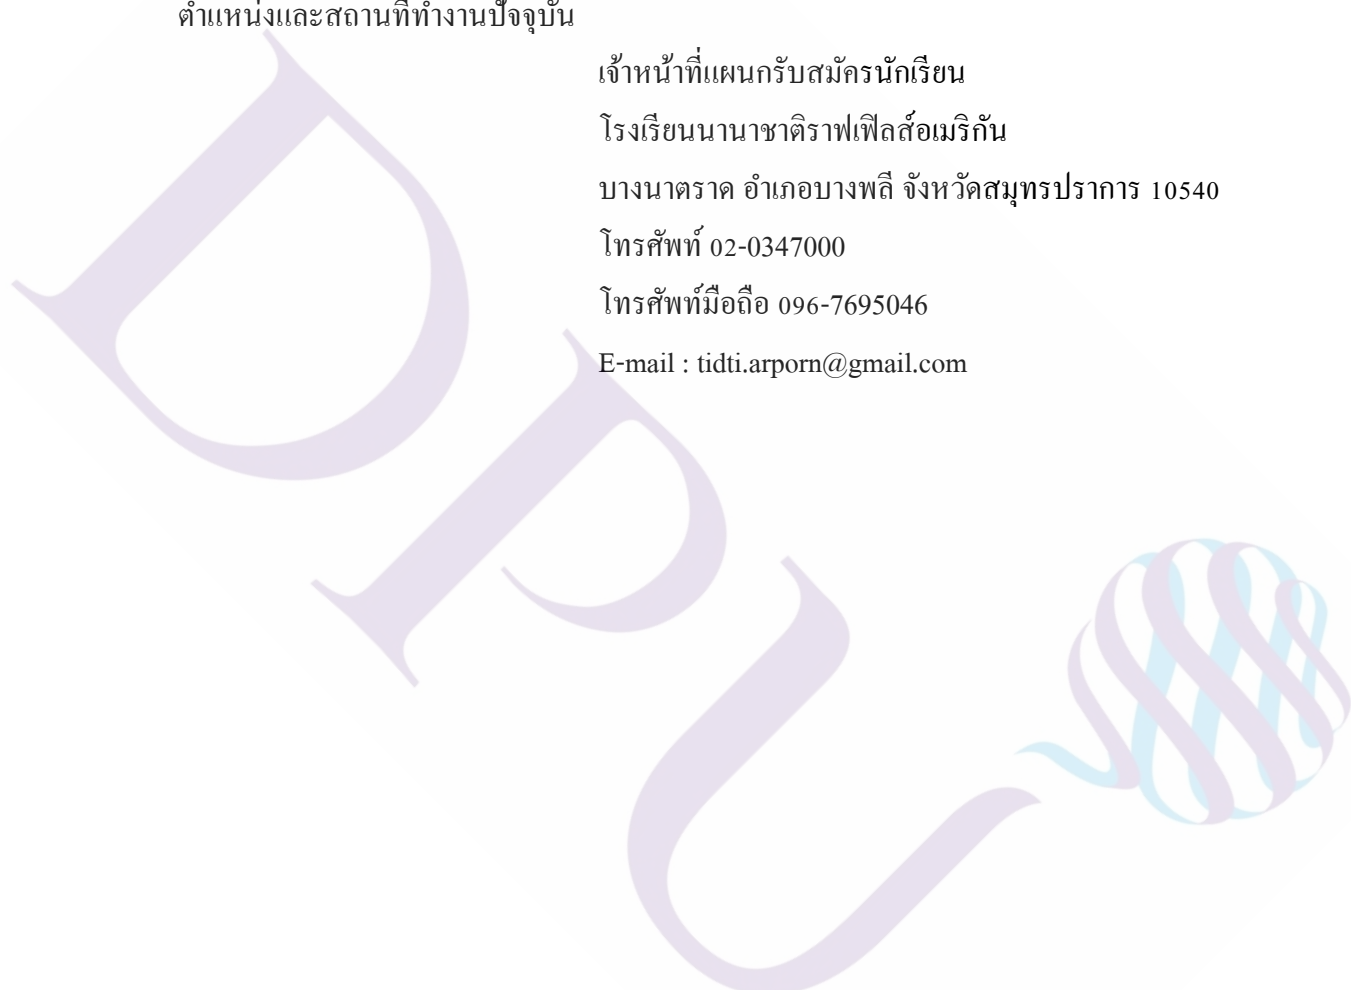 ตำแหน่งและสถานที่ทำงานปัจจุบัน
เจ้าหน้าที่แผนกรับสมัครนักเรียน
โรงเรียนนานาชาติราฟเฟิลส์อเมริกัน
บางนาตราด อำเภอบางพลี จังหวัดสมุทรปราการ 10540
โทรศัพท์ 02-0347000
โทรศัพท์มือถือ 096-7695046
E-mail : tidti.arporn@gmail.com
DPU